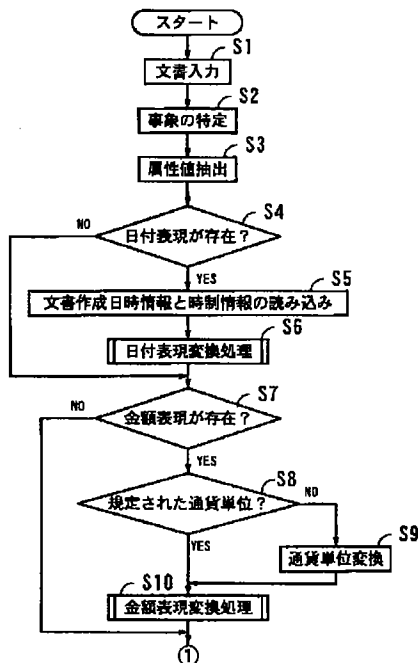 スタート
S1
文書入力
S2
事象の特定
S3
属性値抽出
S4
NO
日付表現が存在?
YES
S5
文書作成日時情報と時制情報の読み込み
S6
日付表現変換処理
S7
NO
金額表現が存在?
YES
S8
規定された通貨単位?
NO
YES
S9
通貨単位変換
S10
金額表現変換処理
①